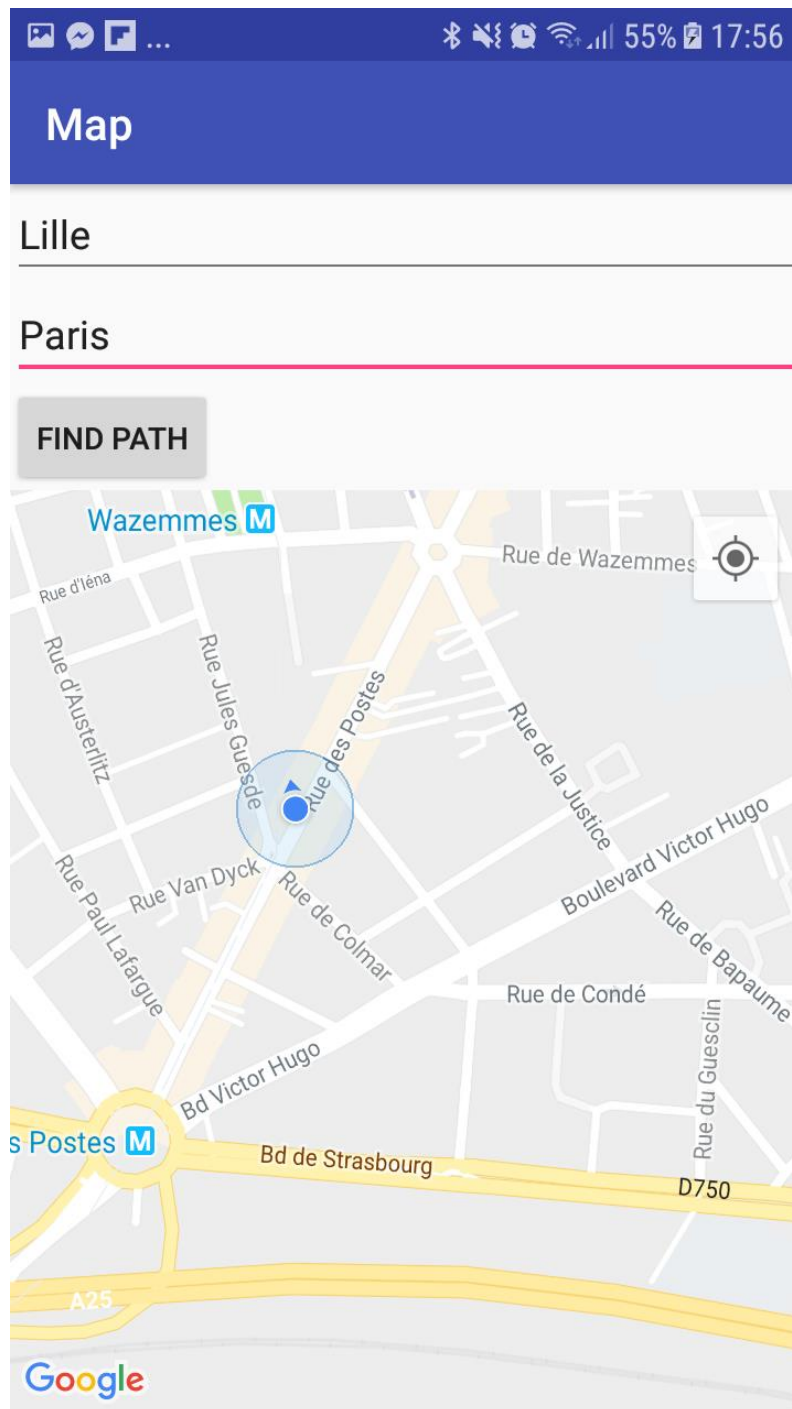 ... 55% 17:56
Map
Lille
Paris
FIND PATH
Wazemmes M
Rue de Wazemmes
Rue d'Iéna
Rue d'Austerlitz
Rue Jules Guesde
Rue des Postes
Rue de la Justice
Boulevard Victor Hugo
Rue Van Dyck
Rue de Colmar
Rue Paul Lafargue
Rue de Bapaume
Rue de Condé
Rue du Guesclin
Bd Victor Hugo
s Postes M
Bd de Strasbourg
D750
A25
Google